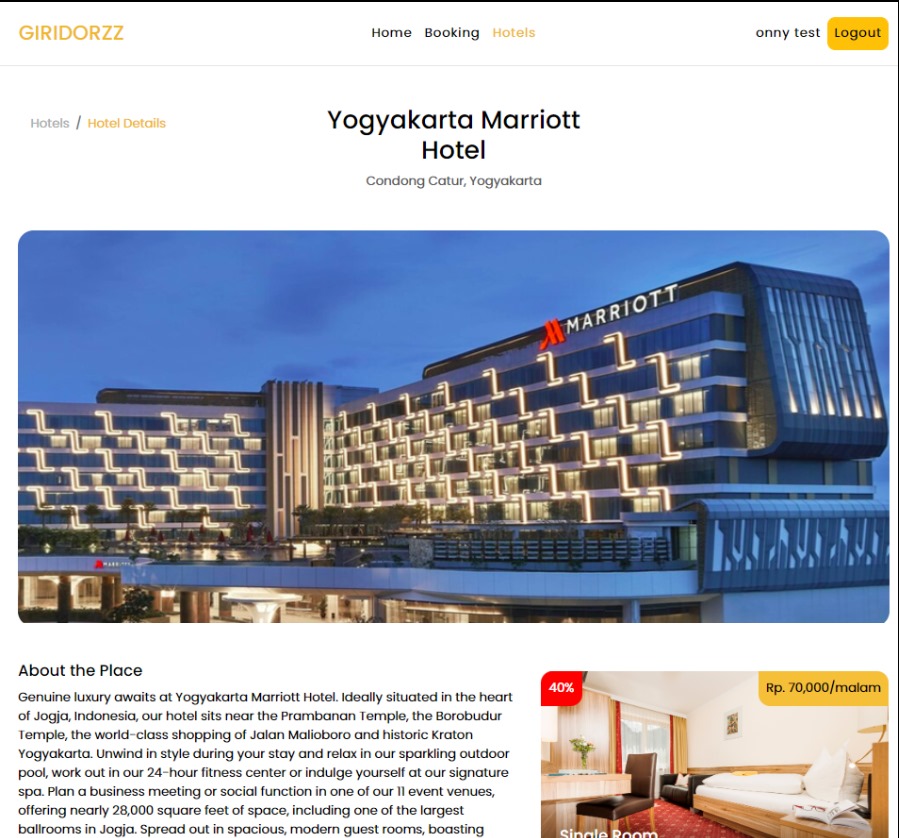 GIRIDORZZ
Home Booking Hotels
onny test Logout
Hotels / Hotel Details
Yogyakarta Marriott
Hotel
Condong Catur, Yogyakarta
MARRIOTT
MARRIOTT
About the Place
Genuine luxury awaits at Yogyakarta Marriott Hotel. Ideally situated in the heart
of Jogja, Indonesia, our hotel sits near the Prambanan Temple, the Borobudur
Temple, the world-class shopping of Jalan Malioboro and historic Kraton
Yogyakarta. Unwind in style during your stay and relax in our sparkling outdoor
pool, work out in our 24-hour fitness center or indulge yourself at our signature
spa. Plan a business meeting or social function in one of our 11 event venues,
offering nearly 28,000 square feet of space, including one of the largest
ballrooms in Jogja. Spread out in spacious, modern guest rooms, boasting
40%
Rp. 70,000/malam
Single Room